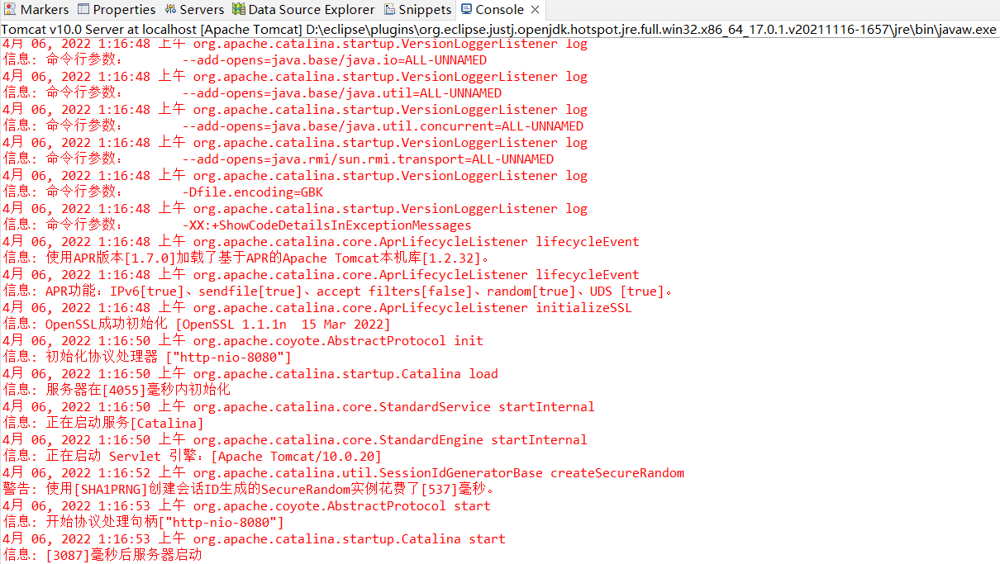 Markers Properties Servers Data Source Explorer Snippets Console
Tomcat v10.0 Server at localhost [Apache Tomcat] D:\eclipse\plugins\org.eclipse.justj.openjdk.hotspot.jre.full.win32.x86_64_17.0.1.v20211116-1657\jre\bin\javaw.exe
4月 06, 2022 1:16:48 上午 org.apache.catalina.startup.VersionLoggerListener log
信息: 命令行参数:        --add-opens=java.base/java.io=ALL-UNNAMED
4月 06, 2022 1:16:48 上午 org.apache.catalina.startup.VersionLoggerListener log
信息: 命令行参数:        --add-opens=java.base/java.util=ALL-UNNAMED
4月 06, 2022 1:16:48 上午 org.apache.catalina.startup.VersionLoggerListener log
信息: 命令行参数:        --add-opens=java.base/java.util.concurrent=ALL-UNNAMED
4月 06, 2022 1:16:48 上午 org.apache.catalina.startup.VersionLoggerListener log
信息: 命令行参数:        --add-opens=java.rmi/sun.rmi.transport=ALL-UNNAMED
4月 06, 2022 1:16:48 上午 org.apache.catalina.startup.VersionLoggerListener log
信息: 命令行参数:        -Dfile.encoding=GBK
4月 06, 2022 1:16:48 上午 org.apache.catalina.startup.VersionLoggerListener log
信息: 命令行参数:        -XX:+ShowCodeDetailsInExceptionMessages
4月 06, 2022 1:16:48 上午 org.apache.catalina.core.AprLifecycleListener lifecycleEvent
信息: 使用APR版本[1.7.0]加载了基于APR的Apache Tomcat本机库[1.2.32]。
4月 06, 2022 1:16:48 上午 org.apache.catalina.core.AprLifecycleListener lifecycleEvent
信息: APR功能:IPv6[true]、sendfile[true]、accept filters[false]、random[true]、UDS [true]。
4月 06, 2022 1:16:48 上午 org.apache.catalina.core.AprLifecycleListener initializeSSL
信息: OpenSSL成功初始化 [OpenSSL 1.1.1n  15 Mar 2022]
4月 06, 2022 1:16:50 上午 org.apache.coyote.AbstractProtocol init
信息: 初始化协议处理器 ["http-nio-8080"]
4月 06, 2022 1:16:50 上午 org.apache.catalina.startup.Catalina load
信息: 服务器在[4055]毫秒内初始化
4月 06, 2022 1:16:50 上午 org.apache.catalina.core.StandardService startInternal
信息: 正在启动服务[Catalina]
4月 06, 2022 1:16:50 上午 org.apache.catalina.core.StandardEngine startInternal
信息: 正在启动 Servlet 引擎:[Apache Tomcat/10.0.20]
4月 06, 2022 1:16:52 上午 org.apache.catalina.util.SessionIdGeneratorBase createSecureRandom
警告: 使用[SHA1PRNG]创建会话ID生成的SecureRandom实例花费了[537]毫秒。
4月 06, 2022 1:16:53 上午 org.apache.coyote.AbstractProtocol start
信息: 开始协议处理句柄["http-nio-8080"]
4月 06, 2022 1:16:53 上午 org.apache.catalina.startup.Catalina start
信息: [3087]毫秒后服务器启动